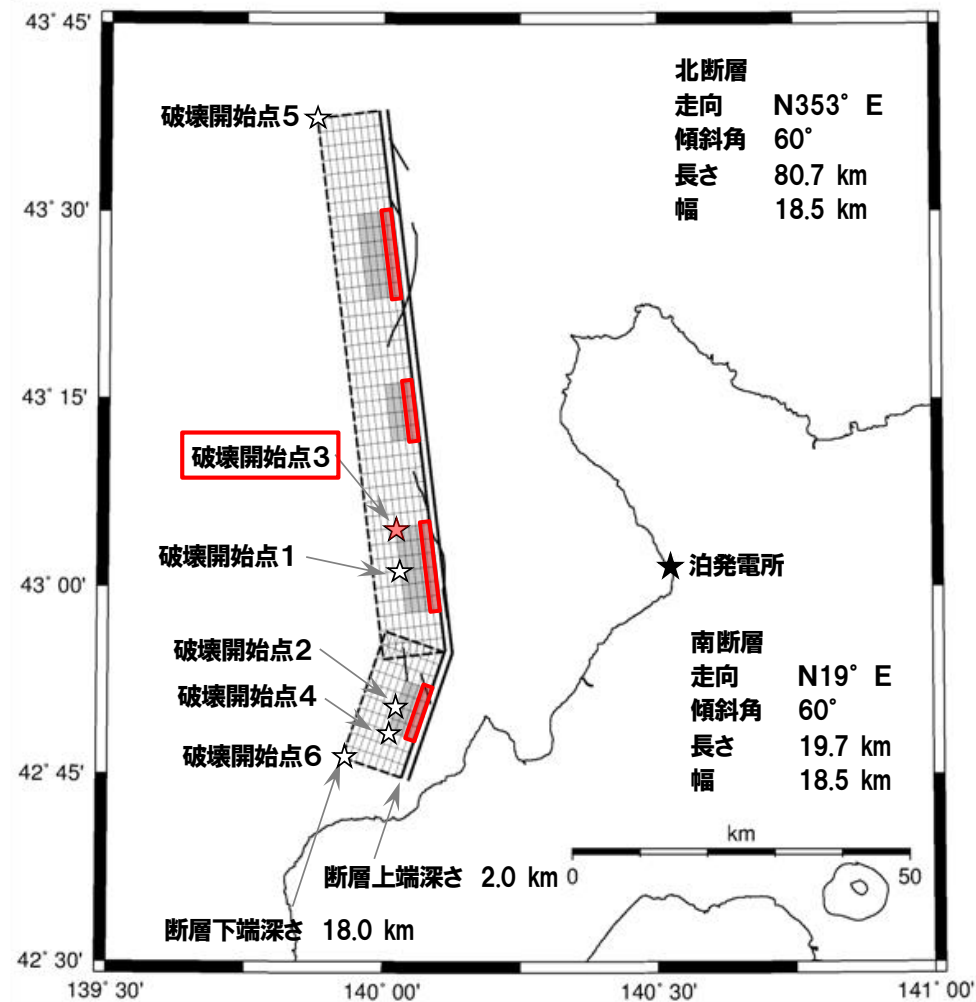 43° 45'
北断層
走向 N353° E
傾斜角 60°
長さ 80.7 km
幅 18.5 km
破壊開始点5
43° 30'
43° 15'
破壊開始点3
破壊開始点1
43° 00'
泊発電所
破壊開始点2
破壊開始点4
破壊開始点6
南断層
走向 N19° E
傾斜角 60°
長さ 19.7 km
幅 18.5 km
42° 45'
km
0 50
断層上端深さ 2.0 km
断層下端深さ 18.0 km
42° 30'
139° 30' 140° 00' 140° 30' 141° 00'